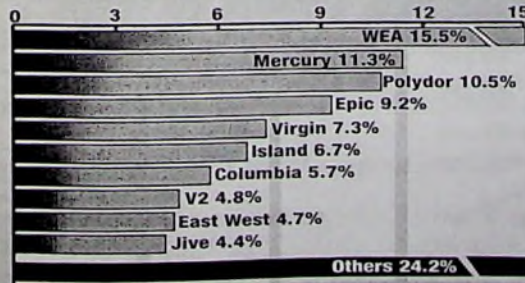 0 3 6 9 12 15
WEA 15.5%
Mercury 11.3%
Polydor 10.5%
Epic 9.2%
Virgin 7.3%
Island 6.7%
Columbia 5.7%
V2 4.8%
East West 4.7%
Jive 4.4%
Others 24.2%